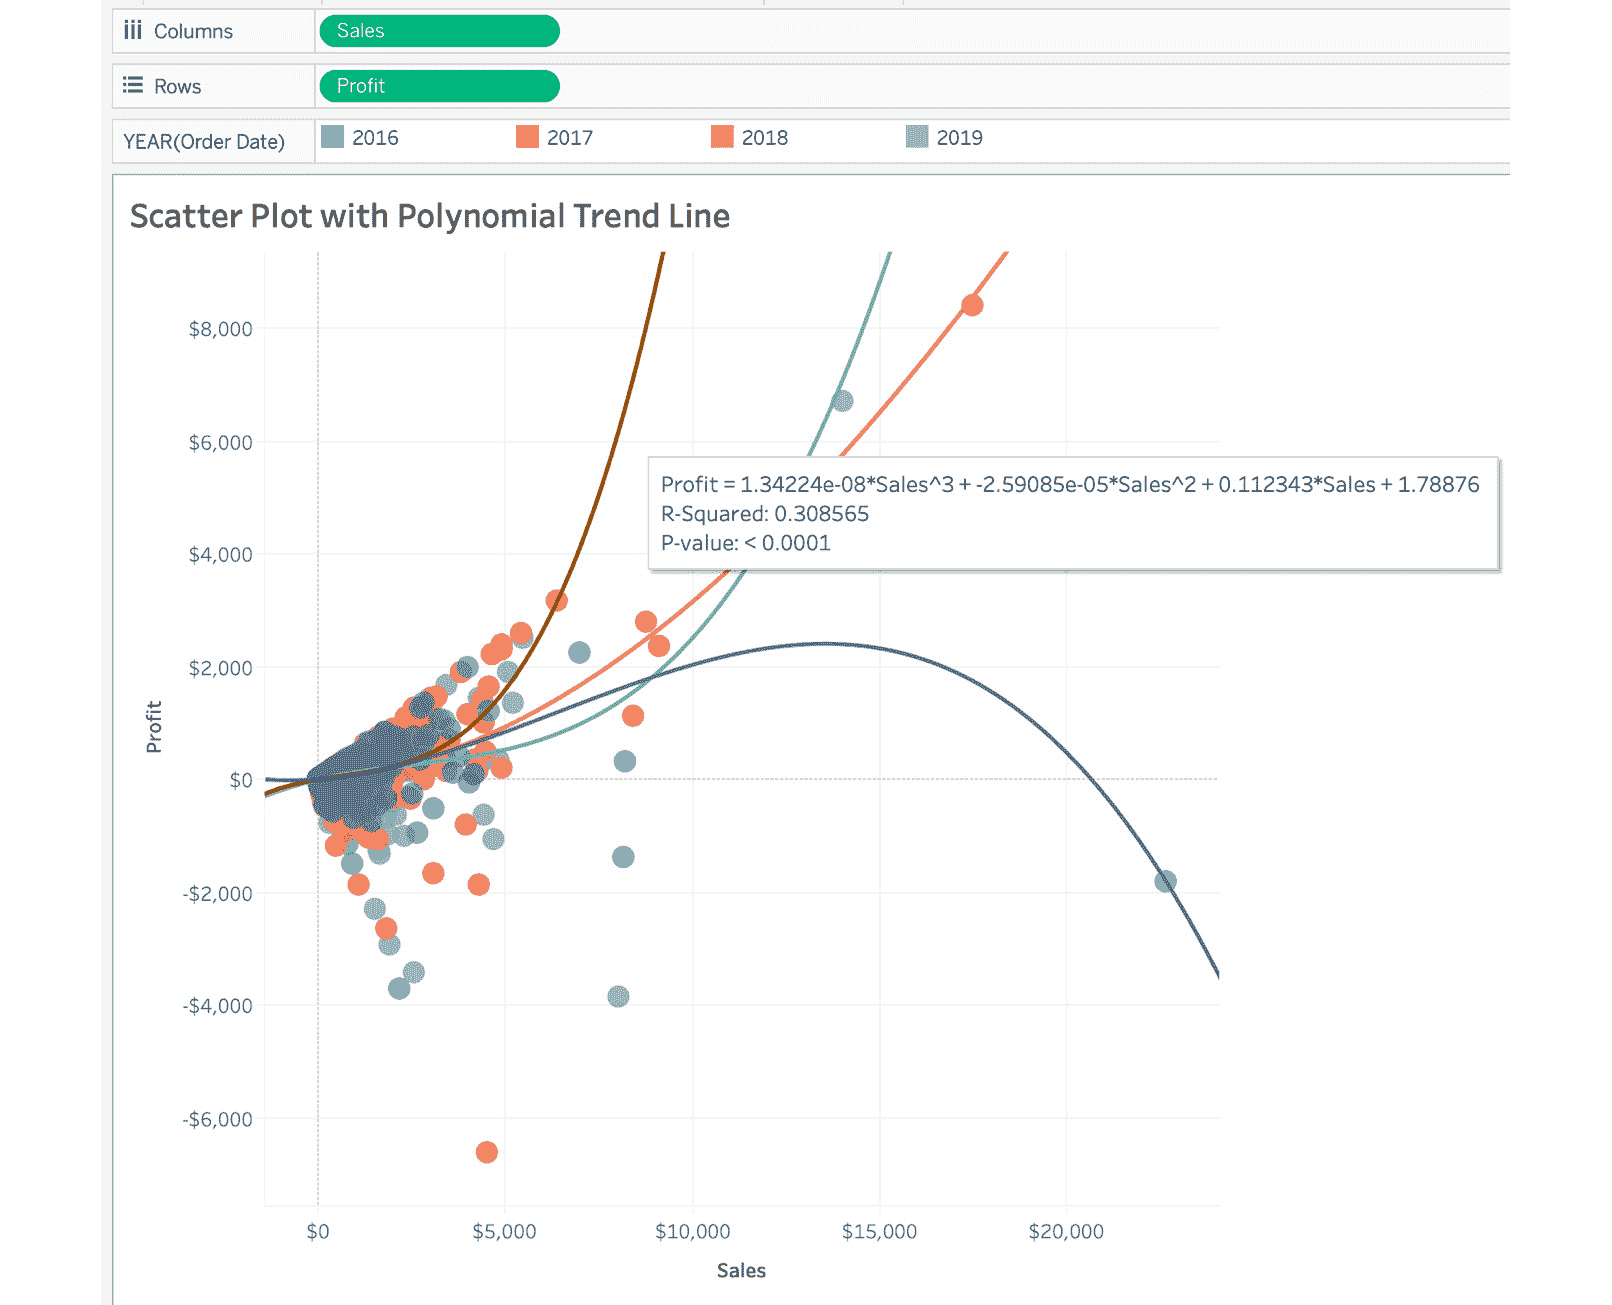 Columns Sales
Rows Profit
YEAR(Order Date) 2016 2017 2018 2019
Scatter Plot with Polynomial Trend Line
$8,000
$6,000
Profit = 1.34224e-08*Sales^3 + -2.59085e-05*Sales^2 + 0.112343*Sales + 1.78876
R-Squared: 0.308565
P-value: < 0.0001
$4,000
$2,000
Profit
$0
-$2,000
-$4,000
-$6,000
$0 $5,000 $10,000 $15,000 $20,000
Sales